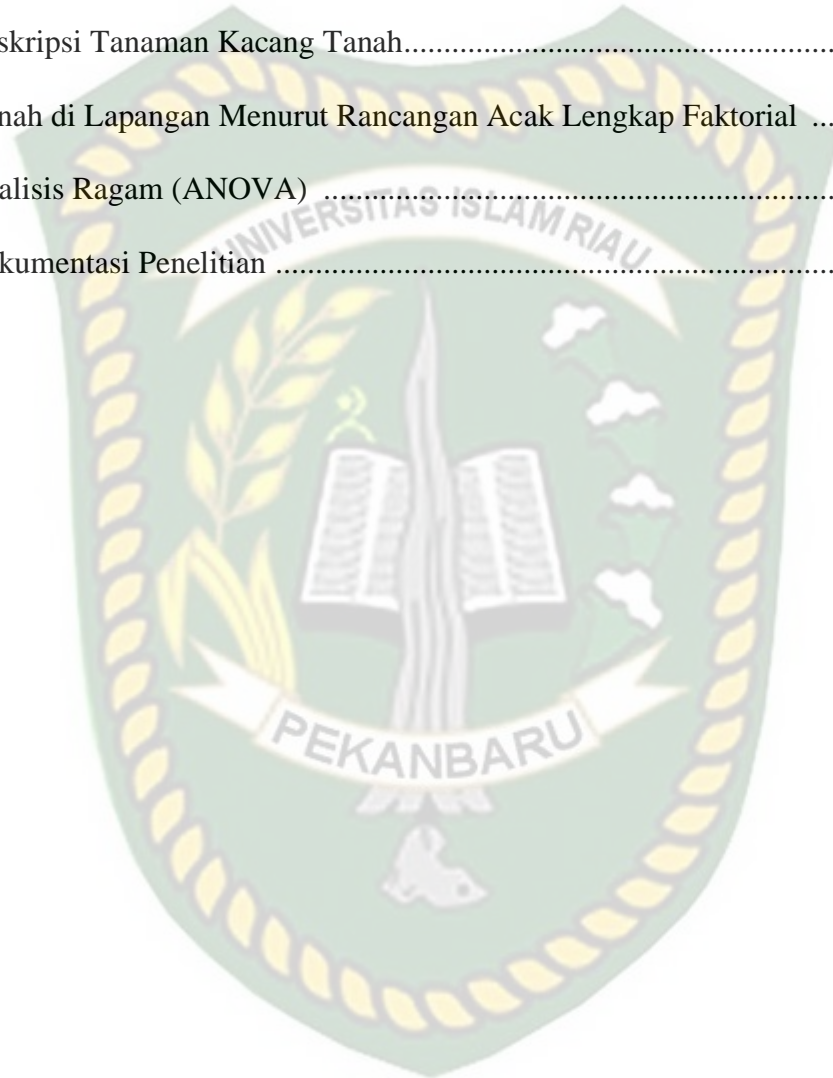 skripsi Tanaman Kacang Tanah......................................................
nah di Lapangan Menurut Rancangan Acak Lengkap Faktorial ...
alisis Ragam (ANOVA) ................................................................
kumentasi Penelitian ......................................................................
UNIVERSITAS ISLAM RIAU
PEKANBARU